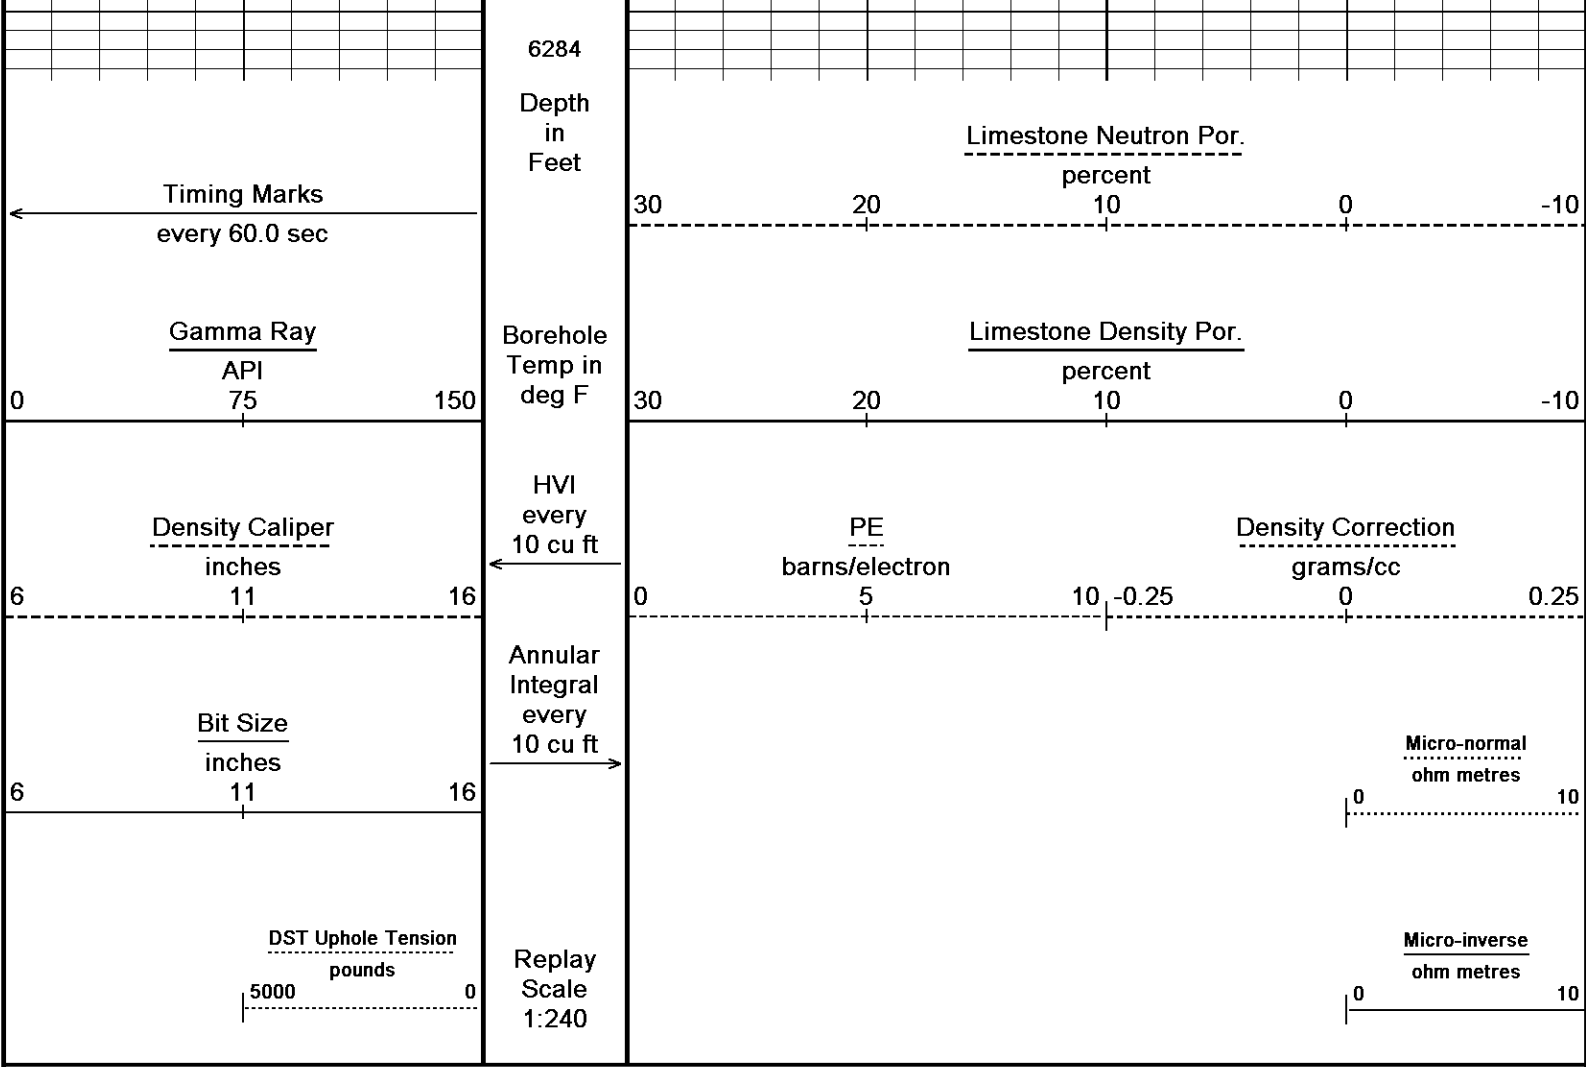 6284
Depth
in
Feet
Timing Marks
every 60.0 sec
Limestone Neutron Por.
percent
30 20 10 0 -10
Gamma Ray
API
0 75 150
Borehole
Temp in
deg F
Limestone Density Por.
percent
30 20 10 0 -10
Density Caliper
inches
6 11 16
HVI
every
10 cu ft
PE
barns/electron
0 5 10
Density Correction
grams/cc
-0.25 0 0.25
Annular
Integral
every
10 cu ft
Bit Size
inches
6 11 16
Micro-normal
ohm metres
0 10
DST Uphole Tension
pounds
5000 0
Replay
Scale
1:240
Micro-inverse
ohm metres
0 10